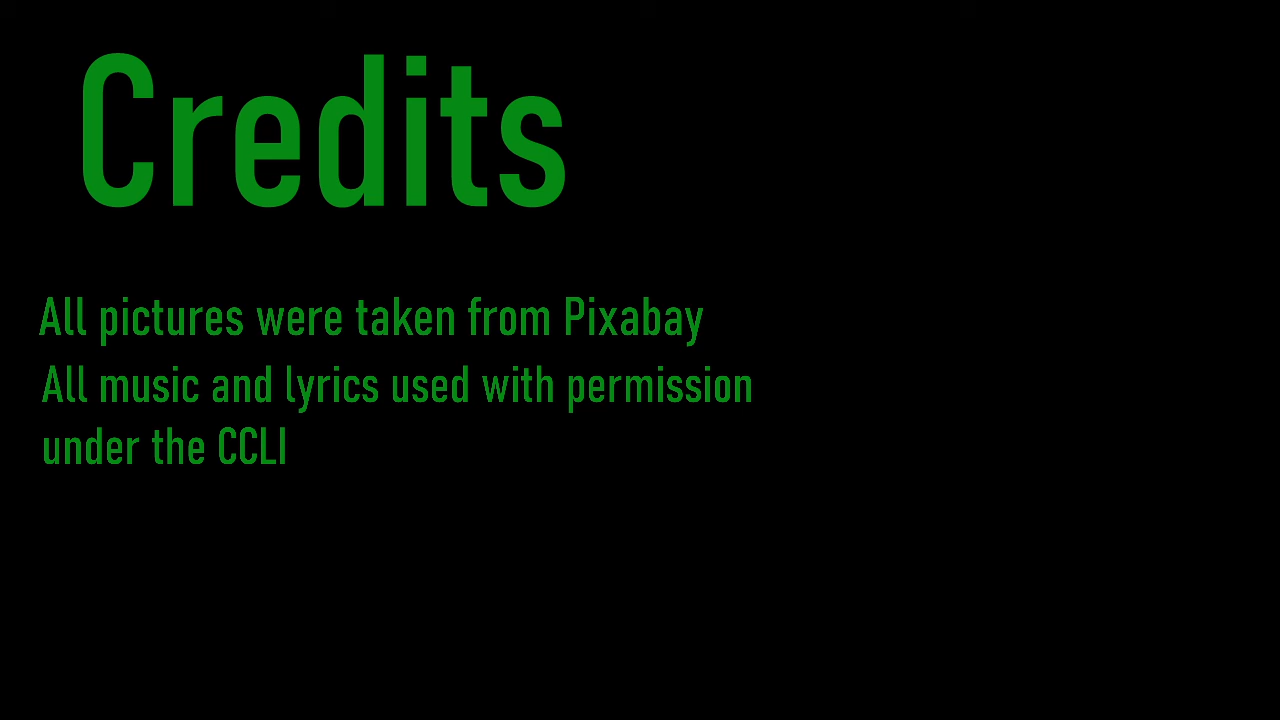 Credits
All pictures were taken from Pixabay
All music and lyrics used with permission
under the CCLI